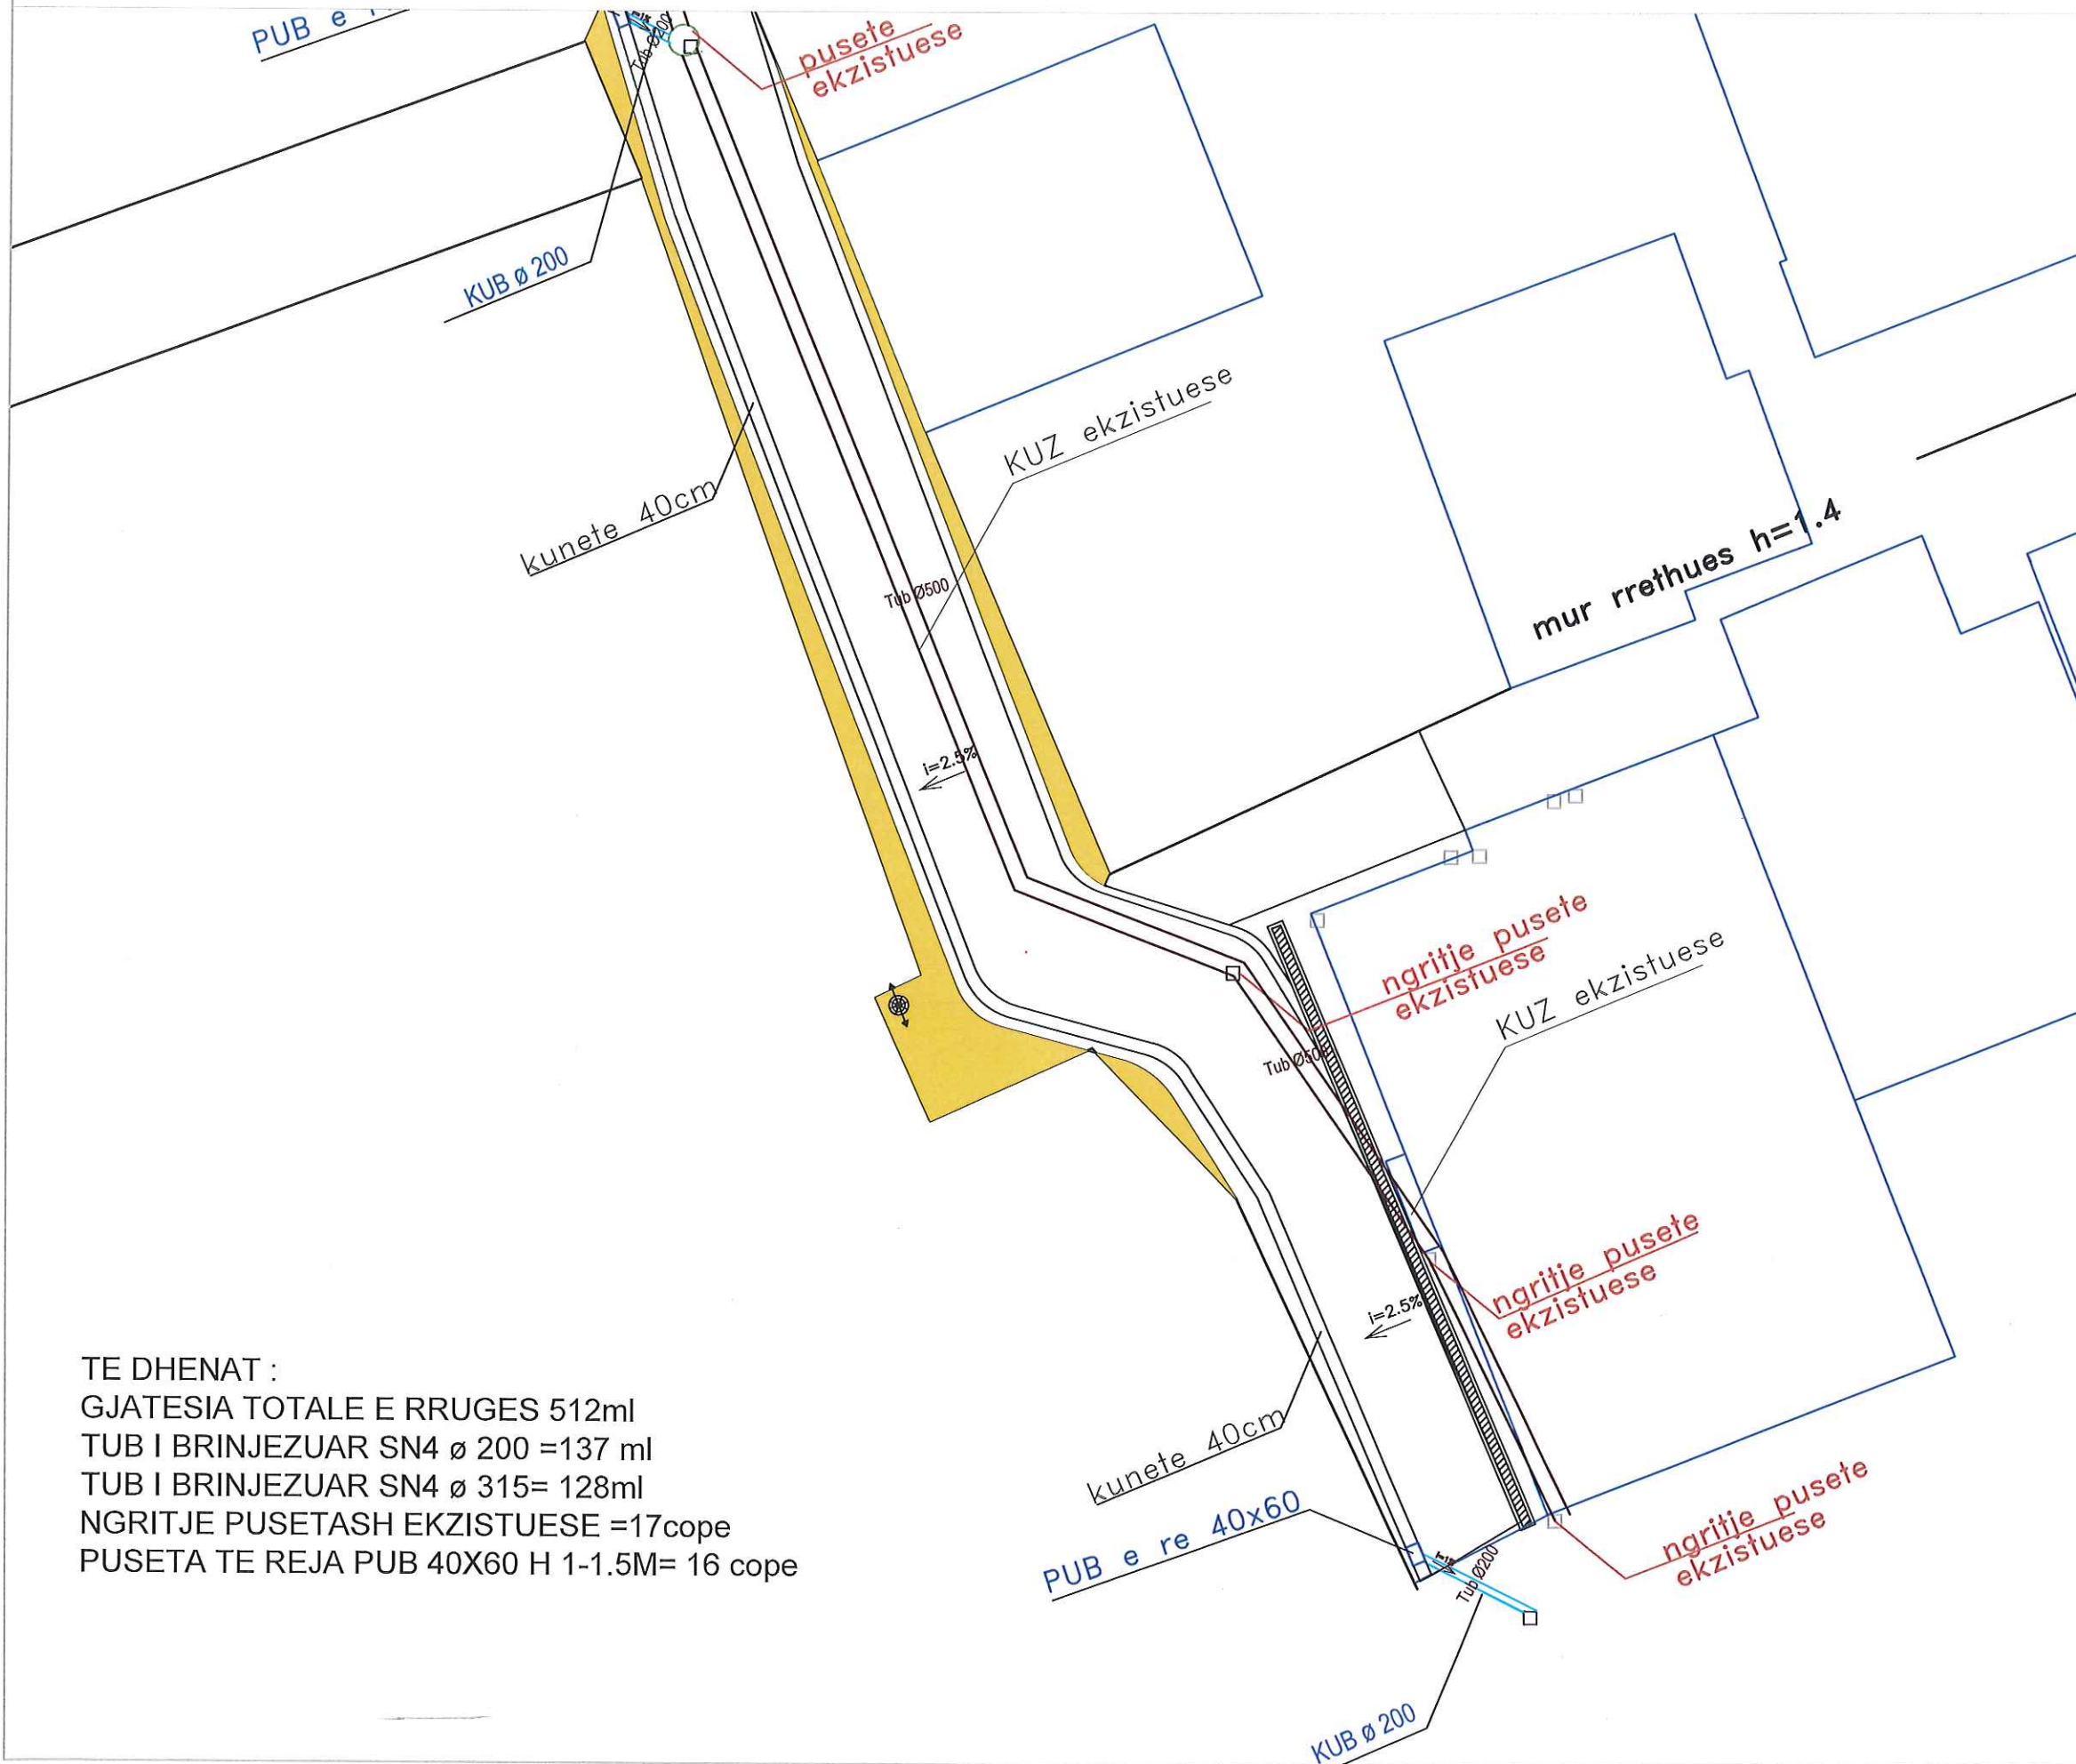 PUB e
Tub Ø200
pusete
ekzistuese
KUB ø 200
KUZ ekzistuese
kunete 40cm
Tub Ø500
mur rrethues h=1.4
i=2.5%
ngritje pusete
ekzistuese
KUZ ekzistuese
Tub Ø500
ngritje pusete
ekzistuese
i=2.5%
TE DHENAT :
GJATESIA TOTALE E RRUGES 512ml
TUB I BRINJEZUAR SN4 ø 200 =137 ml
TUB I BRINJEZUAR SN4 ø 315= 128ml
NGRITJE PUSETASH EKZISTUESE =17cope
PUSETA TE REJA PUB 40X60 H 1-1.5M= 16 cope
kunete 40cm
PUB e re 40x60
ngritje pusete
ekzistuese
Tub Ø200
KUB ø 200